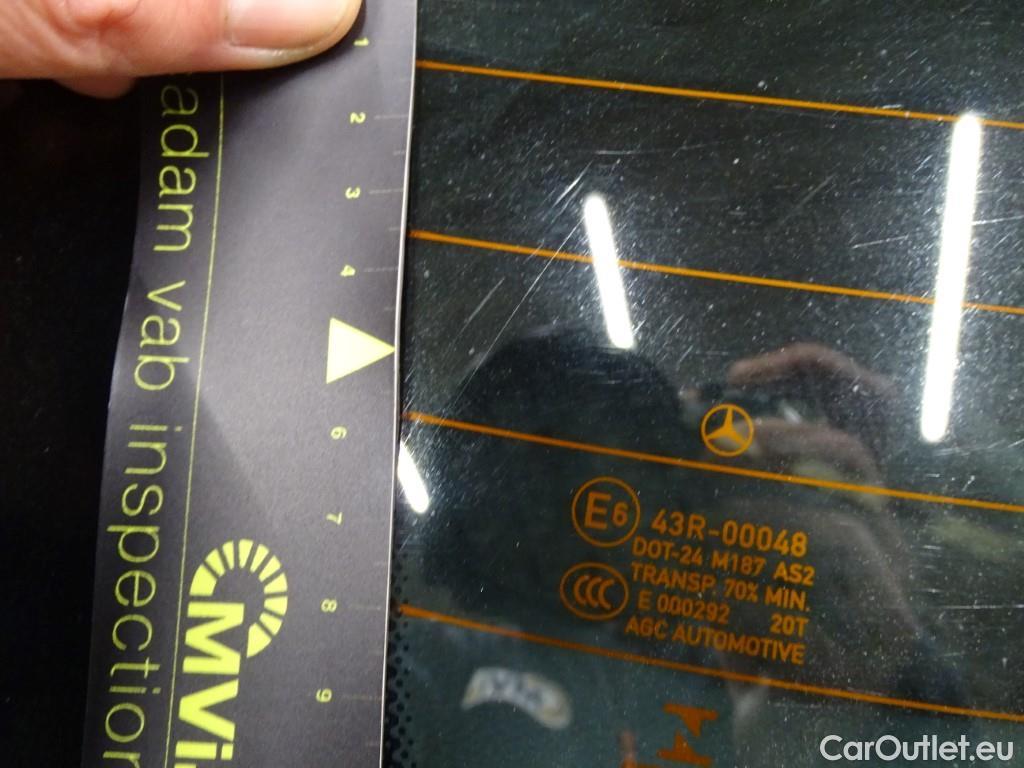 1
2
3
4
6
7
8
9
adam vab inspection
MVi
E6
43R-00048
DOT-24 M187 AS2
TRANSP. 70% MIN.
CCC
E 000292 20T
AGC AUTOMOTIVE
CarOutlet.eu